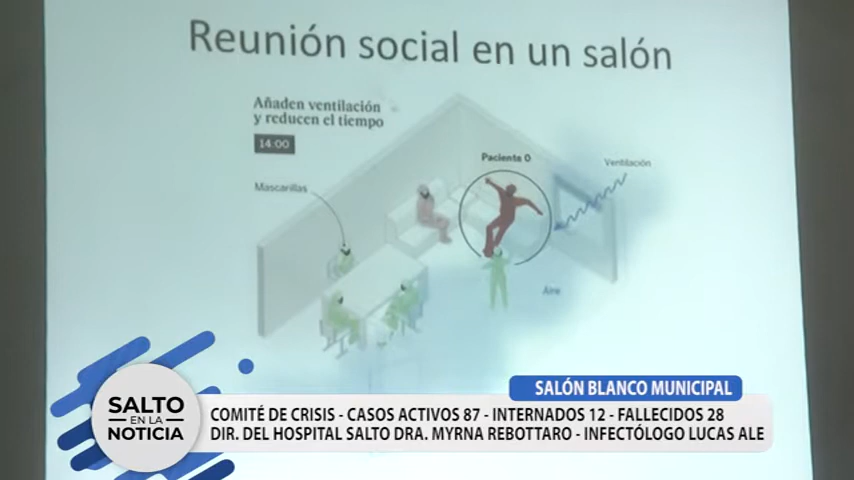 Reunión social en un salón
Añaden ventilación
y reducen el tiempo
14:00
Paciente 0
Ventilación
Mascarillas
Aire
SALÓN BLANCO MUNICIPAL
SALTO
EN LA
NOTICIA
COMITÉ DE CRISIS - CASOS ACTIVOS 87 - INTERNADOS 12 - FALLECIDOS 28
DIR. DEL HOSPITAL SALTO DRA. MYRNA REBOTTARO - INFECTÓLOGO LUCAS ALE